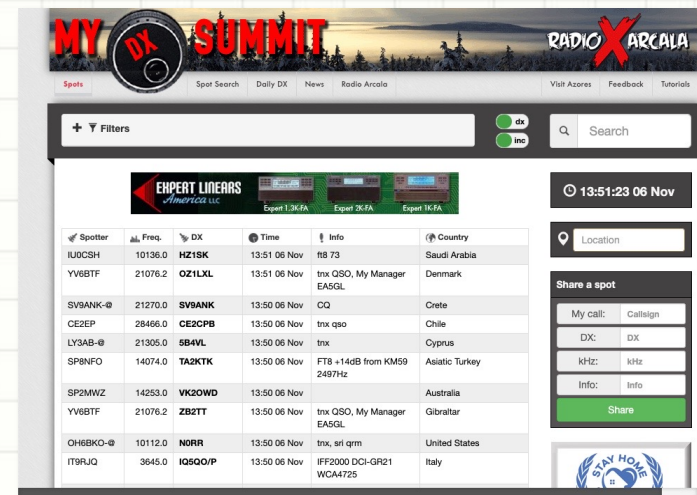 MY DX SUMMIT
RADIO X ARCALA
Spots Spot Search Daily DX News Radio Arcala Visit Azores Feedback Tutorials
+ Filters
dx
inc
Search
EXPERT LINEARS
America LLC
Expert 1.3K-FA Expert 2K-FA Expert 1K-FA
13:51:23 06 Nov
Location
Spotter Freq. DX Time Info Country
IU0CSH 10136.0 HZ1SK 13:51 06 Nov ft8 73 Saudi Arabia
YV6BTF 21076.2 OZ1LXL 13:51 06 Nov tnx QSO, My Manager Denmark
EA5GL
SV9ANK-@ 21270.0 SV9ANK 13:50 06 Nov CQ Crete
CE2EP 28466.0 CE2CPB 13:50 06 Nov tnx qso Chile
LY3AB-@ 21305.0 5B4VL 13:50 06 Nov tnx Cyprus
SP8NFO 14074.0 TA2KTK 13:50 06 Nov FT8 +14dB from KM59 Asiatic Turkey
2497Hz
SP2MWZ 14253.0 VK2OWD 13:50 06 Nov Australia
YV6BTF 21076.2 ZB2TT 13:50 06 Nov tnx QSO, My Manager Gibraltar
EA5GL
OH6BKO-@ 10112.0 N0RR 13:50 06 Nov tnx, sri qrm United States
IT9RJQ 3645.0 IQ5QO/P 13:50 06 Nov IFF2000 DCI-GR21 Italy
WCA4725
Share a spot
My call: Callsign
DX: DX
kHz: kHz
Info: Info
Share
STAY HOME